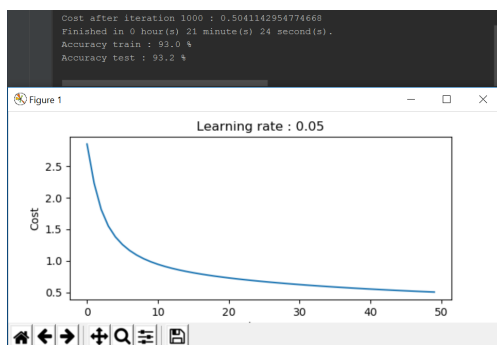 Cost after iteration 1000 : 0.5041142954774668
Finished in 0 hour(s) 21 minute(s) 24 second(s).
Accuracy train : 93.0 %
Accuracy test : 93.2 %
Figure 1
Learning rate : 0.05
Cost
2.5
2.0
1.5
1.0
0.5
0 10 20 30 40 50